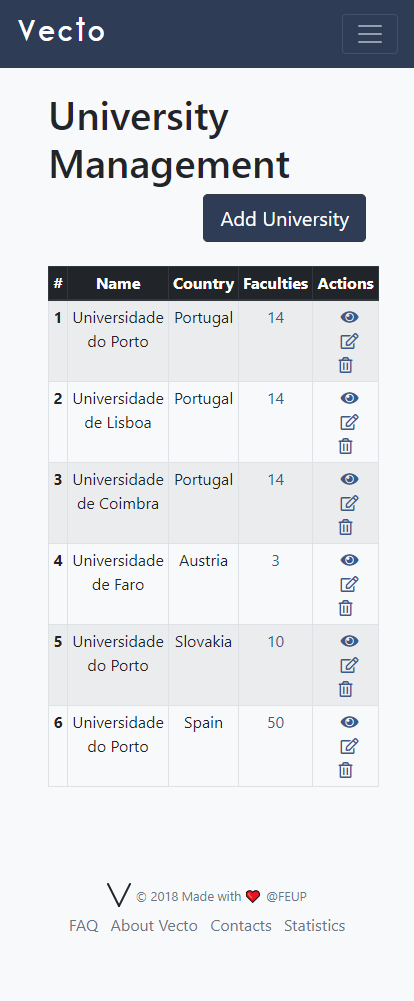 Vecto
University
Management
Add University
# Name Country Faculties Actions
1 Universidade Portugal 14
do Porto
2 Universidade Portugal 14
de Lisboa
3 Universidade Portugal 14
de Coimbra
4 Universidade Austria 3
de Faro
5 Universidade Slovakia 10
do Porto
6 Universidade Spain 50
do Porto
© 2018 Made with @FEUP
FAQ About Vecto Contacts Statistics